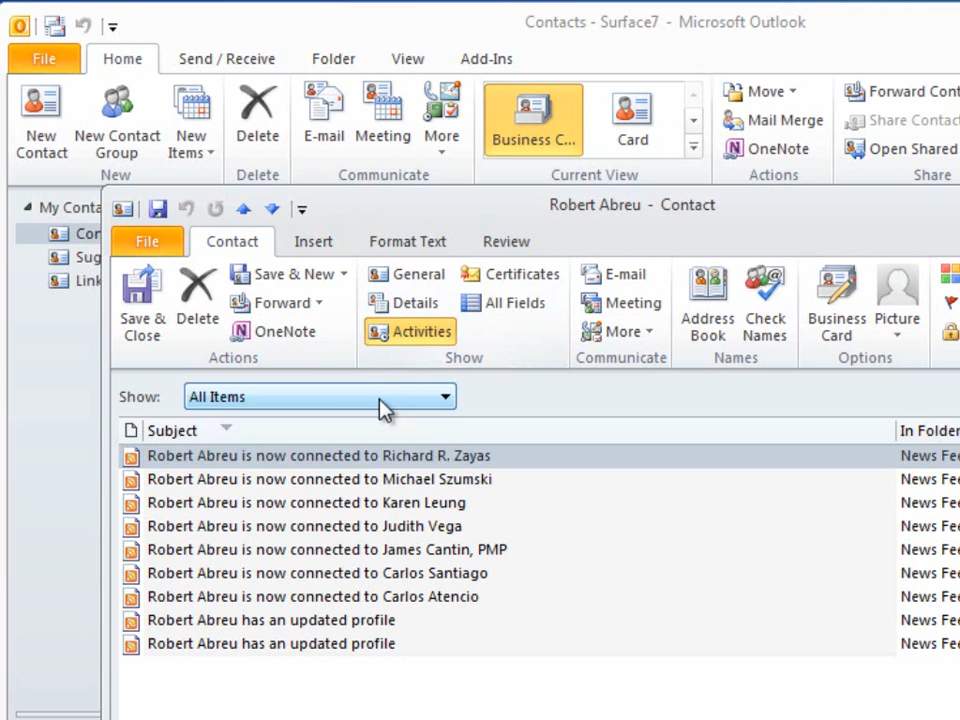 Contacts - Surface7 - Microsoft Outlook
File Home Send / Receive Folder View Add-Ins
New Contact
New Contact Group
New Items
New
Delete
Delete
E-mail
Meeting
More
Communicate
Business C...
Card
Current View
Move
Mail Merge
OneNote
Actions
Forward Cont
Share Contac
Open Shared
Share
My Conta
Con
Sug
Link
Robert Abreu - Contact
File Contact Insert Format Text Review
Save & Close
Delete
Save & New
Forward
OneNote
Actions
General
Details
Activities
Certificates
All Fields
Show
E-mail
Meeting
More
Communicate
Address Book
Check Names
Names
Business Card
Picture
Options
Show: All Items
Subject In Folder
Robert Abreu is now connected to Richard R. Zayas News Fee
Robert Abreu is now connected to Michael Szumski News Fee
Robert Abreu is now connected to Karen Leung News Fee
Robert Abreu is now connected to Judith Vega News Fee
Robert Abreu is now connected to James Cantin, PMP News Fee
Robert Abreu is now connected to Carlos Santiago News Fee
Robert Abreu is now connected to Carlos Atencio News Fee
Robert Abreu has an updated profile News Fee
Robert Abreu has an updated profile News Fee